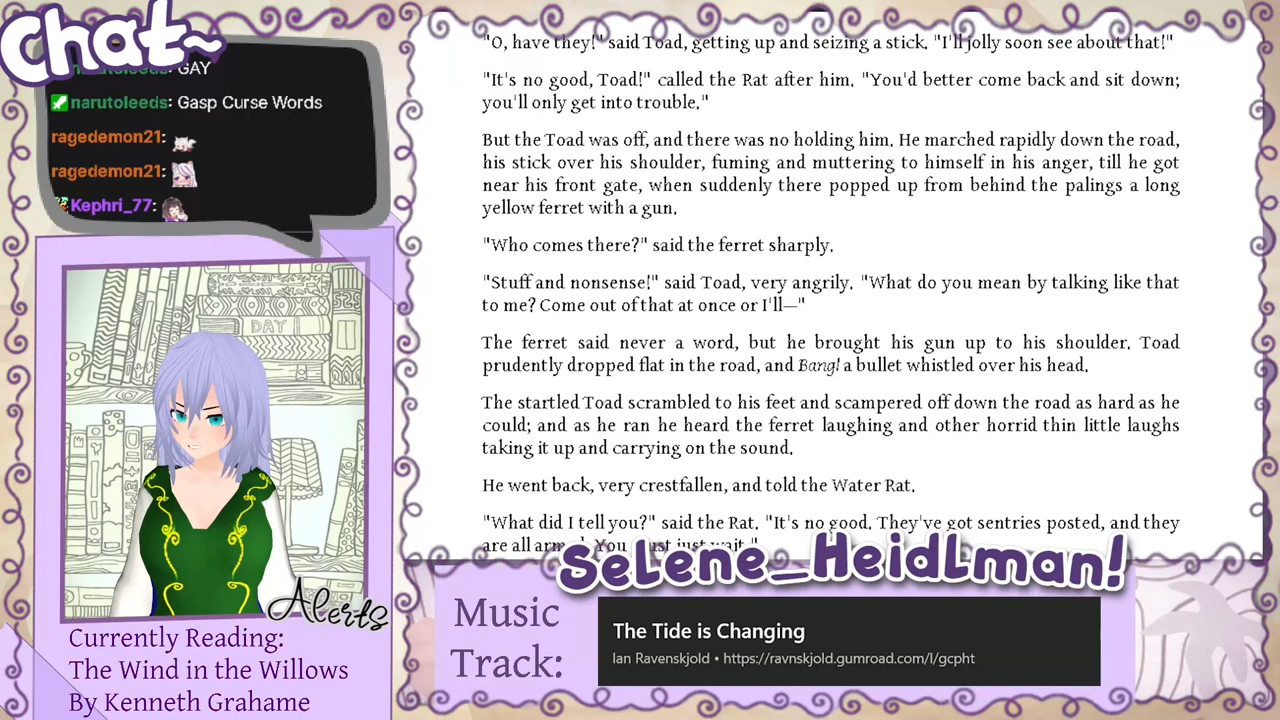 Chat~
narutoleeds: GAY
narutoleeds: Gasp Curse Words
ragedemon21:
ragedemon21:
Kephri_77:
DAY
Alerts
Currently Reading:
The Wind in the Willows
By Kenneth Grahame
"O, have they!" said Toad, getting up and seizing a stick. "I'll jolly soon see about that!"
"It's no good, Toad!" called the Rat after him. "You'd better come back and sit down;
you'll only get into trouble."
But the Toad was off, and there was no holding him. He marched rapidly down the road,
his stick over his shoulder, fuming and muttering to himself in his anger, till he got
near his front gate, when suddenly there popped up from behind the palings a long
yellow ferret with a gun.
"Who comes there?" said the ferret sharply.
"Stuff and nonsense!" said Toad, very angrily. "What do you mean by talking like that
to me? Come out of that at once or I'll—"
The ferret said never a word, but he brought his gun up to his shoulder. Toad
prudently dropped flat in the road, and Bang! a bullet whistled over his head.
The startled Toad scrambled to his feet and scampered off down the road as hard as he
could; and as he ran he heard the ferret laughing and other horrid thin little laughs
taking it up and carrying on the sound.
He went back, very crestfallen, and told the Water Rat.
"What did I tell you?" said the Rat. "It's no good. They've got sentries posted, and they
are all armed. You must just wait."
SeLene_HeidLman!
Music
Track:
The Tide is Changing
Ian Ravenskjold • https://ravnskjold.gumroad.com/l/gcpht